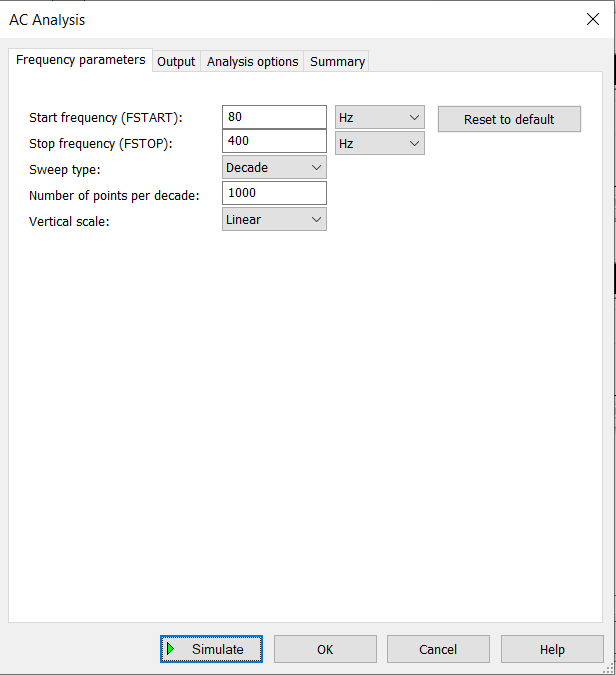 AC Analysis
Frequency parameters Output Analysis options Summary
Start frequency (FSTART): 80 Hz Reset to default
Stop frequency (FSTOP): 400 Hz
Sweep type: Decade
Number of points per decade: 1000
Vertical scale: Linear
Simulate OK Cancel Help